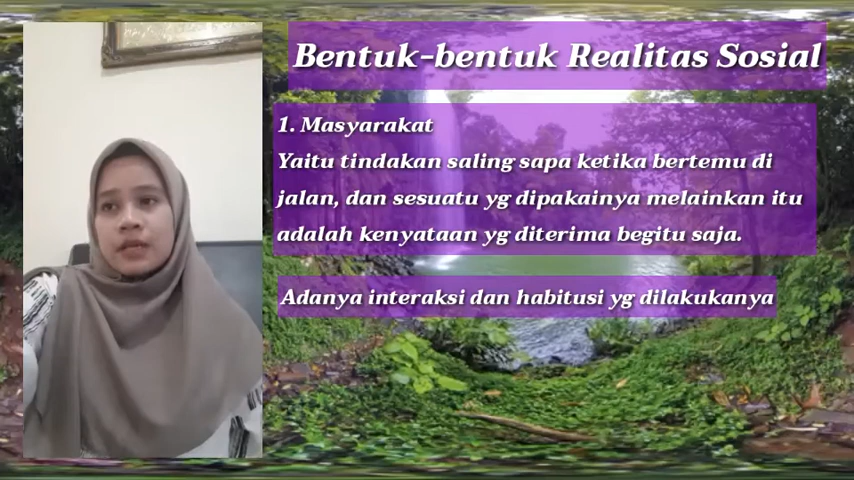 Bentuk-bentuk Realitas Sosial
1. Masyarakat
Yaitu tindakan saling sapa ketika bertemu di
jalan, dan sesuatu yg dipakainya melainkan itu
adalah kenyataan yg diterima begitu saja.
Adanya interaksi dan habitusi yg dilakukanya